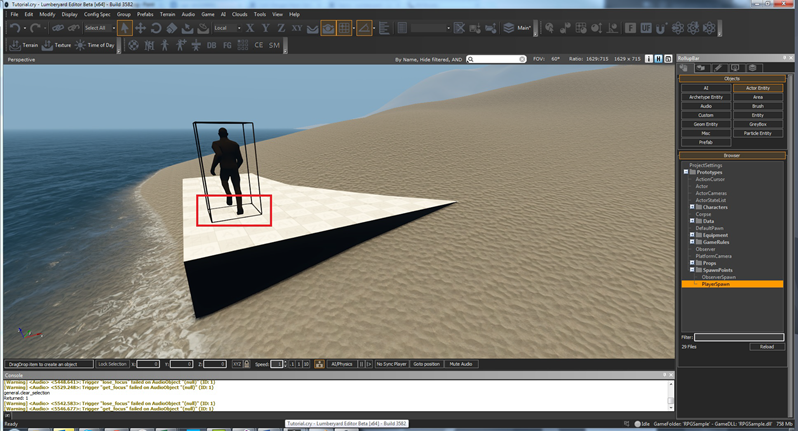 Tutorial.cry - Lumberyard Editor Beta [x64] - Build 3582
File Edit Modify Display Config Spec Group Prefabs Terrain Audio Game AI Clouds Tools View Help
Select All Local X Y Z XY Main*
Terrain Texture Time of Day DB FG CE SM
Perspective By Name, Hide filtered, AND FOV: 60° Ratio: 1629:715 1629 x 715 RollupBar
Objects
AI Actor Entity
Archetype Entity Area
Audio Brush
Custom Entity
Geom Entity GreyBox
Misc Particle Entity
Prefab
Browser
ProjectSettings
Prototypes
ActionCursor
Actor
ActorCameras
ActorStateList
Characters
Corpse
Data
DefaultPawn
Equipment
GameRules
Observer
PlatformCamera
Props
SpawnPoints
ObserverSpawn
PlayerSpawn
Filter:
29 Files Reload
DragDrop item to create an object Lock Selection X: 0 Y: 0 Z: 0 XYZ Speed: 1 .1 1 10 AI/Physics No Sync Player Goto position Mute Audio
Console
[Warning] <Audio> <5448.641>: Trigger "lose_focus" failed on AudioObject "(null)" (ID: 1)
[Warning] <Audio> <5529.248>: Trigger "get_focus" failed on AudioObject "(null)" (ID: 1)
general.clear_selection
Returned: 1
[Warning] <Audio> <5542.583>: Trigger "lose_focus" failed on AudioObject "(null)" (ID: 1)
[Warning] <Audio> <5546.677>: Trigger "get_focus" failed on AudioObject "(null)" (ID: 1)
Ready Tutorial.cry - Lumberyard Editor Beta [x64] - Build 3582 Idle GameFolder: 'RPGSample' - GameDLL: 'RPGSample.dll' 758 Mb